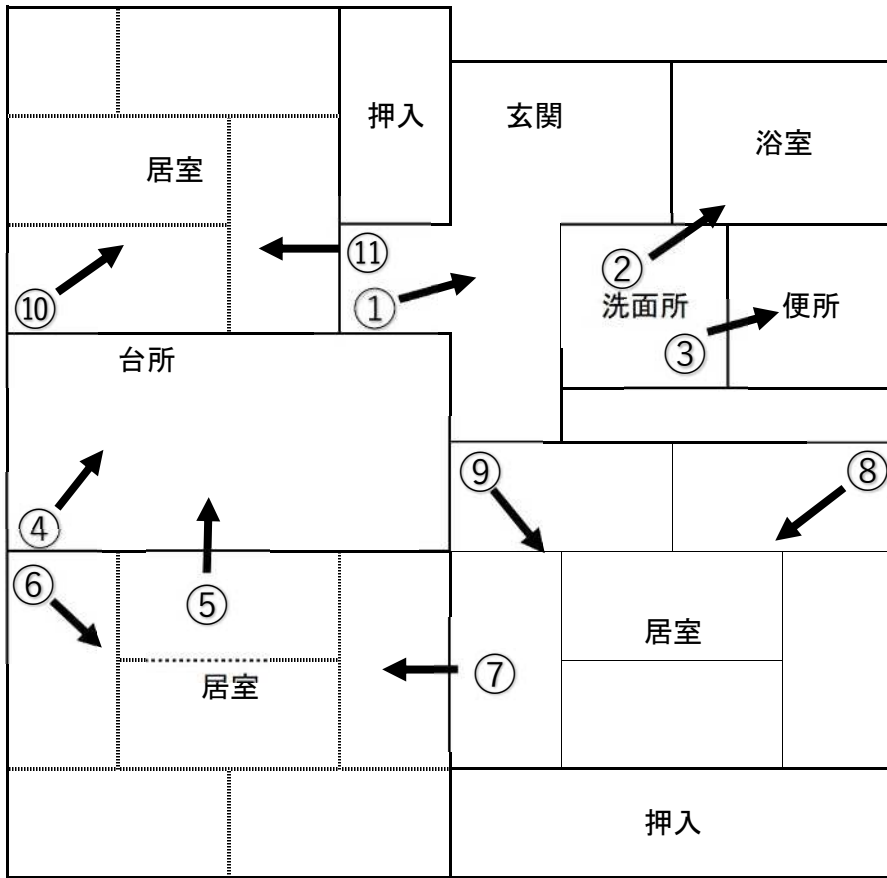 押入
玄関
浴室
居室
⑪
②
⑩
①
洗面所
便所
③
台所
⑨
⑧
④
⑥
⑤
居室
⑦
居室
押入